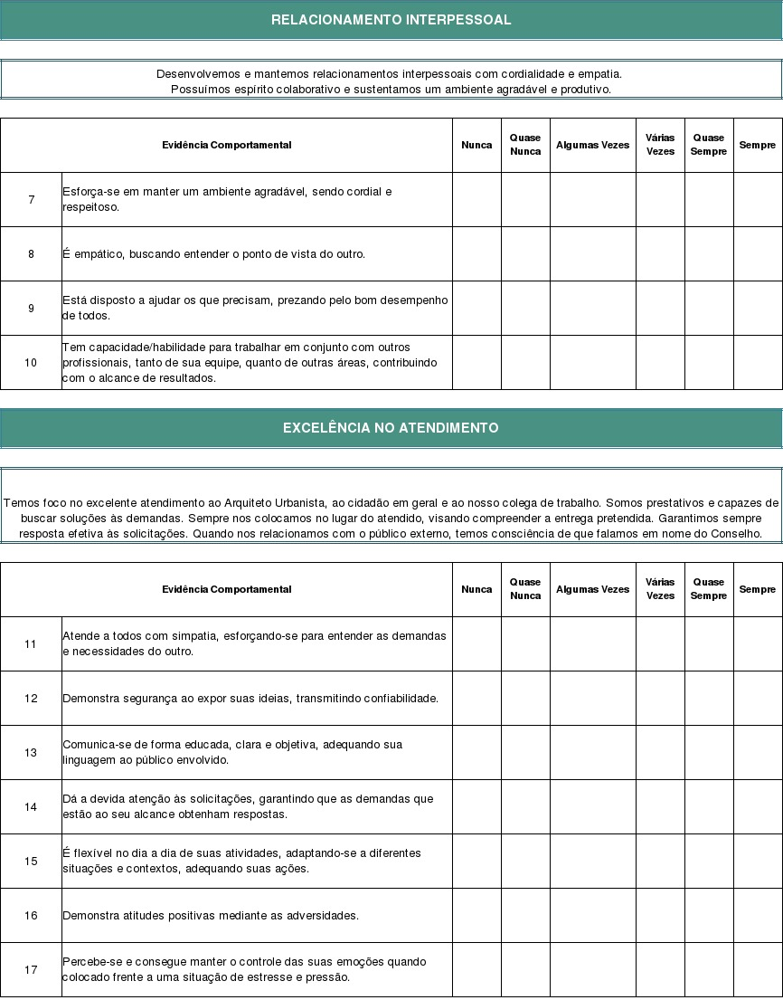 RELACIONAMENTO INTERPESSOAL
Desenvolvemos e mantemos relacionamentos interpessoais com cordialidade e empatia.
Possuímos espírito colaborativo e sustentamos um ambiente agradável e produtivo.
Evidência Comportamental Nunca Quase Nunca Algumas Vezes Várias Vezes Quase Sempre Sempre
7 Esforça-se em manter um ambiente agradável, sendo cordial e
respeitoso.
8 É empático, buscando entender o ponto de vista do outro.
9 Está disposto a ajudar os que precisam, prezando pelo bom desempenho
de todos.
10 Tem capacidade/habilidade para trabalhar em conjunto com outros
profissionais, tanto de sua equipe, quanto de outras áreas, contribuindo
com o alcance de resultados.
EXCELÊNCIA NO ATENDIMENTO
Temos foco no excelente atendimento ao Arquiteto Urbanista, ao cidadão em geral e ao nosso colega de trabalho. Somos prestativos e capazes de
buscar soluções às demandas. Sempre nos colocamos no lugar do atendido, visando compreender a entrega pretendida. Garantimos sempre
resposta efetiva às solicitações. Quando nos relacionamos com o público externo, temos consciência de que falamos em nome do Conselho.
Evidência Comportamental Nunca Quase Nunca Algumas Vezes Várias Vezes Quase Sempre Sempre
11 Atende a todos com simpatia, esforçando-se para entender as demandas
e necessidades do outro.
12 Demonstra segurança ao expor suas ideias, transmitindo confiabilidade.
13 Comunica-se de forma educada, clara e objetiva, adequando sua
linguagem ao público envolvido.
14 Dá a devida atenção às solicitações, garantindo que as demandas que
estão ao seu alcance obtenham respostas.
15 É flexível no dia a dia de suas atividades, adaptando-se a diferentes
situações e contextos, adequando suas ações.
16 Demonstra atitudes positivas mediante as adversidades.
17 Percebe-se e consegue manter o controle das suas emoções quando
colocado frente a uma situação de estresse e pressão.